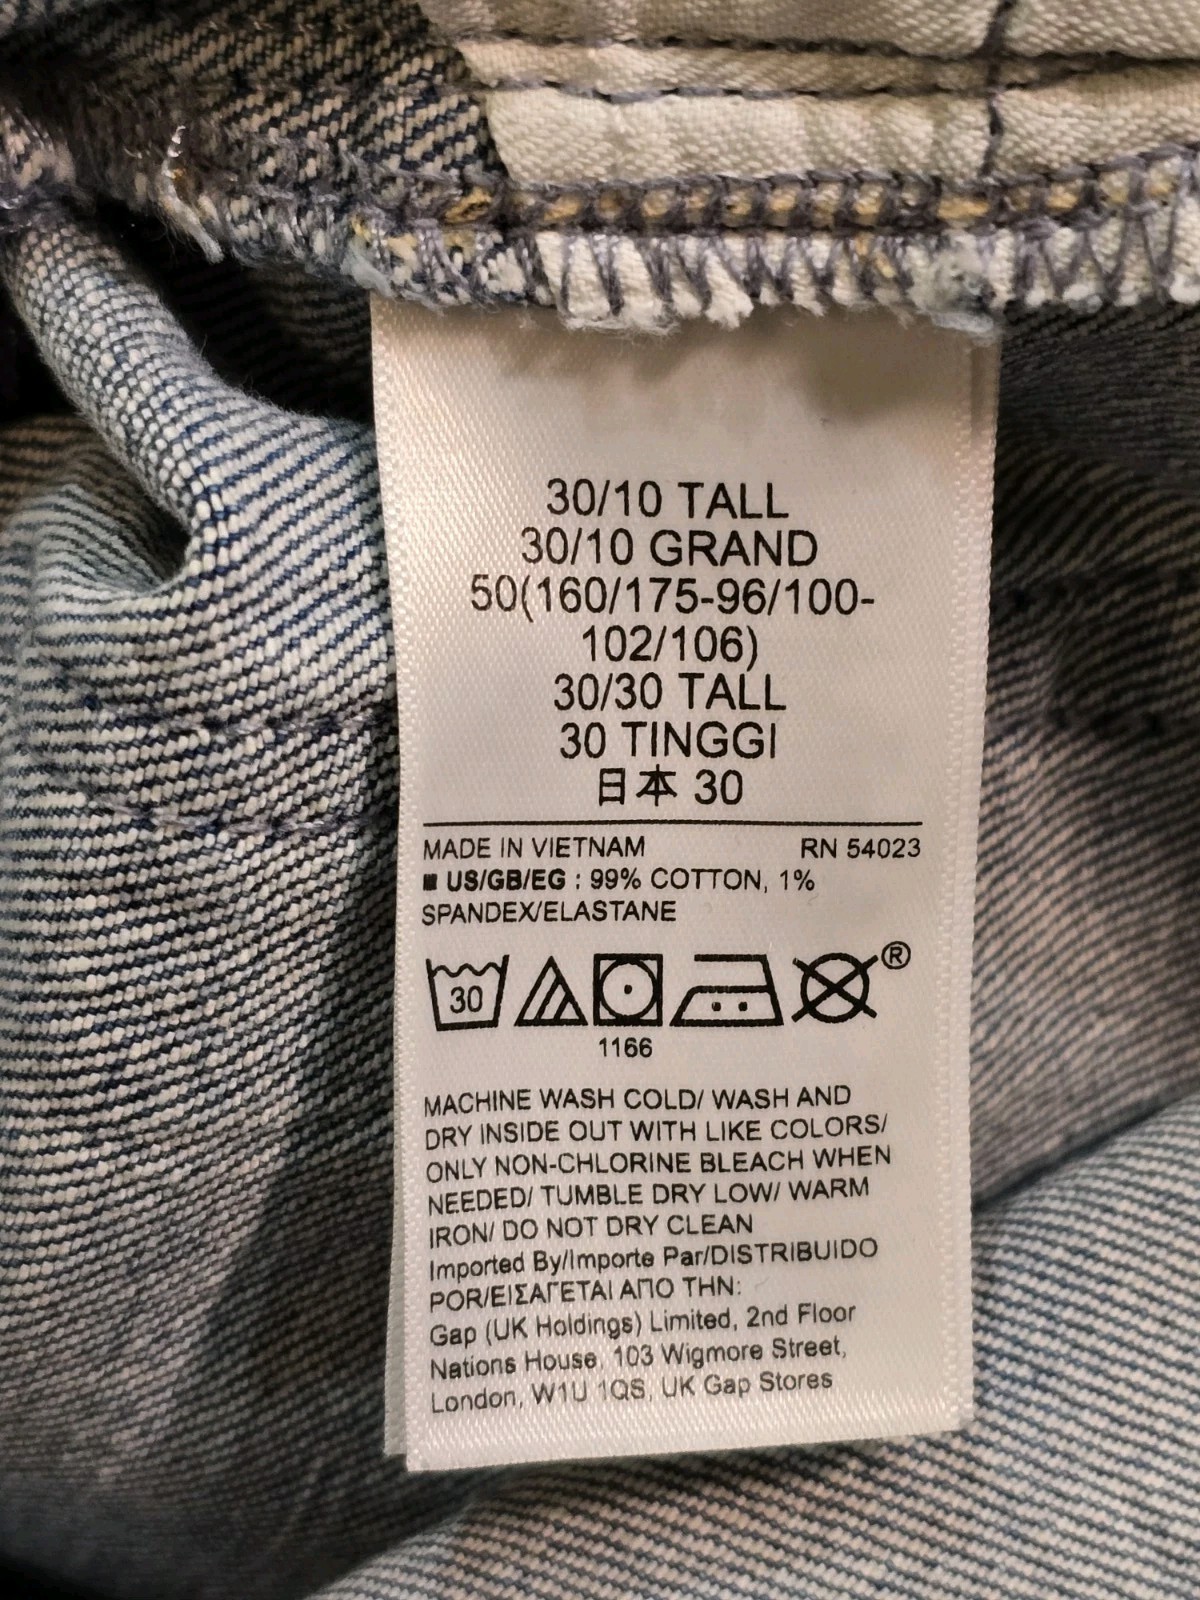 30/10 TALL
30/10 GRAND
50(160/175-96/100-
102/106)
30/30 TALL
30 TINGGI
日本 30
MADE IN VIETNAM RN 54023
■ US/GB/EG : 99% COTTON, 1%
SPANDEX/ELASTANE
30
®
1166
MACHINE WASH COLD/ WASH AND
DRY INSIDE OUT WITH LIKE COLORS/
ONLY NON-CHLORINE BLEACH WHEN
NEEDED/ TUMBLE DRY LOW/ WARM
IRON/ DO NOT DRY CLEAN
Imported By/Importe Par/DISTRIBUIDO
POR/ΕΙΣΑΓΕΤΑΙ ΑΠΟ ΤΗΝ:
Gap (UK Holdings) Limited, 2nd Floor
Nations House, 103 Wigmore Street,
London, W1U 1QS, UK Gap Stores